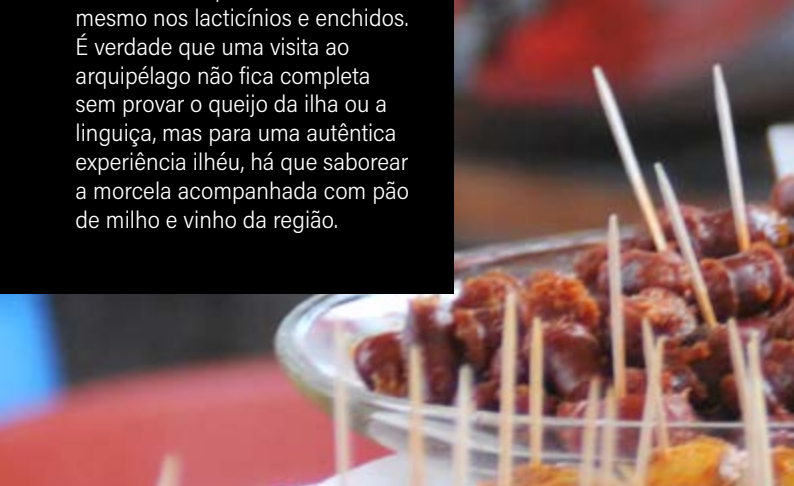 mesmo nos lacticínios e enchidos.
É verdade que uma visita ao
arquipélago não fica completa
sem provar o queijo da ilha ou a
linguiça, mas para uma autêntica
experiência ilhéu, há que saborear
a morcela acompanhada com pão
de milho e vinho da região.